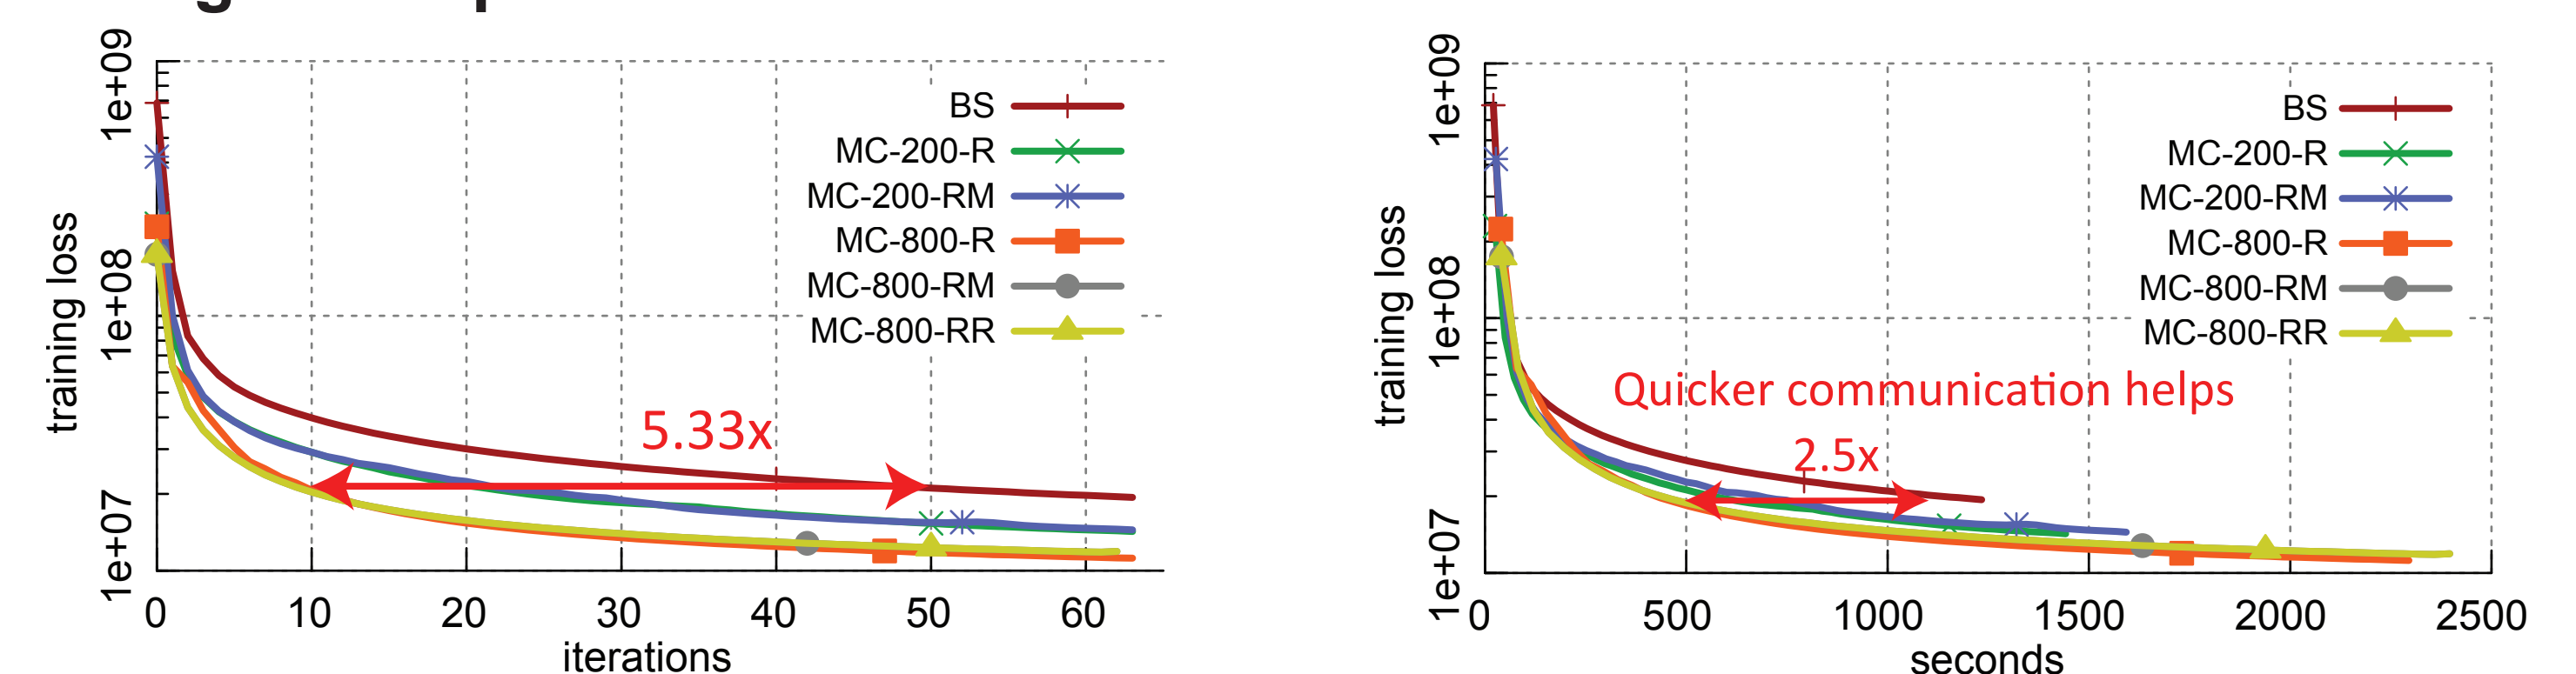 1e+09
1e+08
1e+07
training loss
BS
MC-200-R
MC-200-RM
MC-800-R
MC-800-RM
MC-800-RR
5.33x
0 10 20 30 40 50 60
iterations
1e+09
1e+08
1e+07
training loss
BS
MC-200-R
MC-200-RM
MC-800-R
MC-800-RM
MC-800-RR
Quicker communication helps
2.5x
0 500 1000 1500 2000 2500
seconds